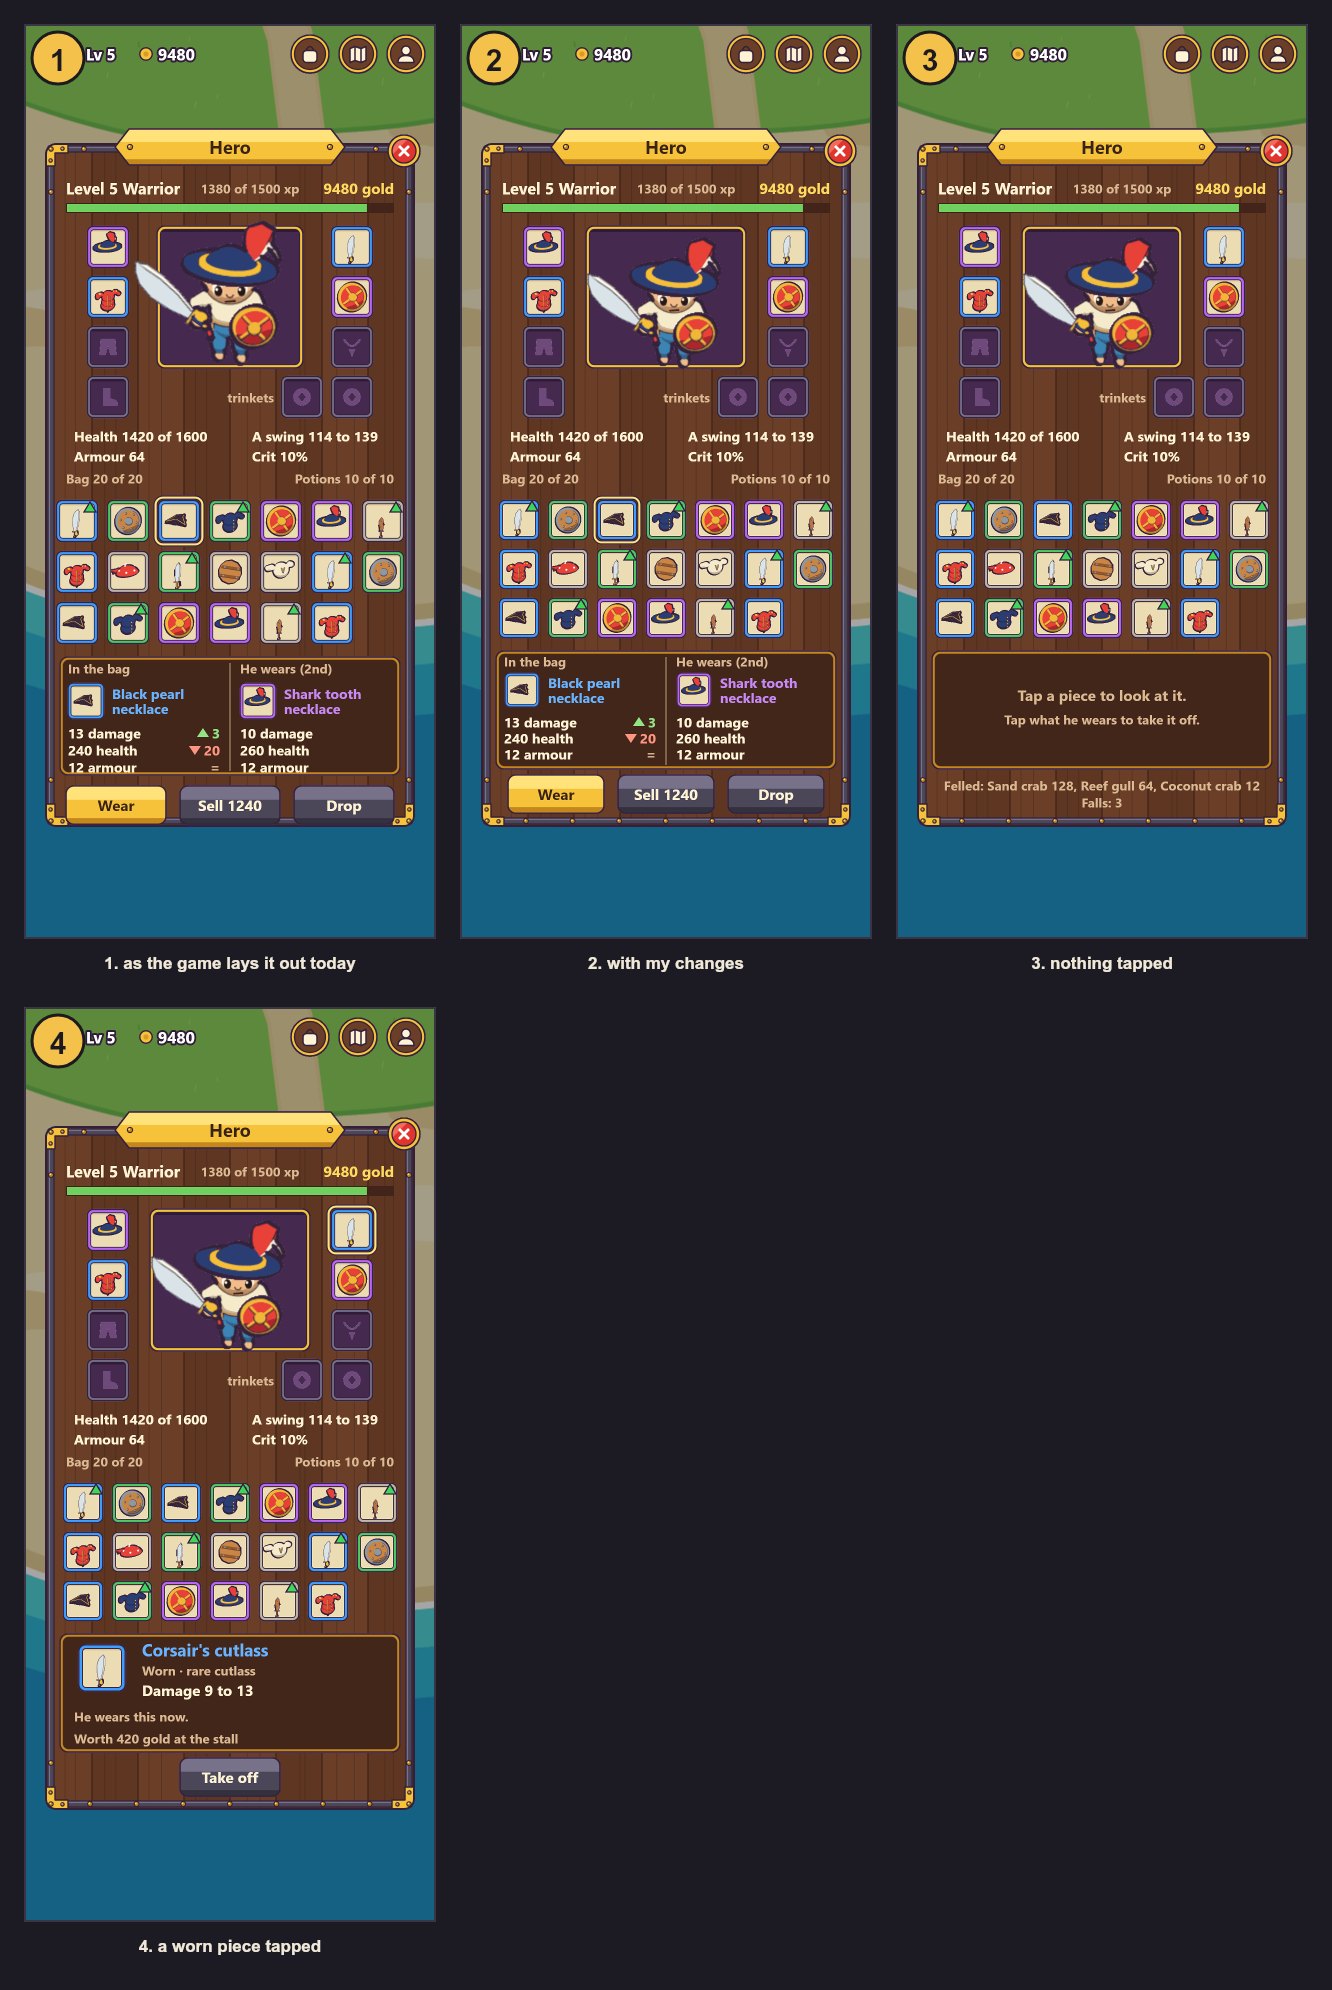 1
Lv 5
9480
Hero
Level 5 Warrior
1380 of 1500 xp
9480 gold
trinkets
Health 1420 of 1600
A swing 114 to 139
Armour 64
Crit 10%
Bag 20 of 20
Potions 10 of 10
In the bag
He wears (2nd)
Black pearl
necklace
Shark tooth
necklace
13 damage
3
10 damage
240 health
20
260 health
12 armour
=
12 armour
Wear
Sell 1240
Drop
1. as the game lays it out today
2
Lv 5
9480
Hero
Level 5 Warrior
1380 of 1500 xp
9480 gold
trinkets
Health 1420 of 1600
A swing 114 to 139
Armour 64
Crit 10%
Bag 20 of 20
Potions 10 of 10
In the bag
He wears (2nd)
Black pearl
necklace
Shark tooth
necklace
13 damage
3
10 damage
240 health
20
260 health
12 armour
=
12 armour
Wear
Sell 1240
Drop
2. with my changes
3
Lv 5
9480
Hero
Level 5 Warrior
1380 of 1500 xp
9480 gold
trinkets
Health 1420 of 1600
A swing 114 to 139
Armour 64
Crit 10%
Bag 20 of 20
Potions 10 of 10
Tap a piece to look at it.
Tap what he wears to take it off.
Felled: Sand crab 128, Reef gull 64, Coconut crab 12
Falls: 3
3. nothing tapped
4
Lv 5
9480
Hero
Level 5 Warrior
1380 of 1500 xp
9480 gold
trinkets
Health 1420 of 1600
A swing 114 to 139
Armour 64
Crit 10%
Bag 20 of 20
Potions 10 of 10
Corsair's cutlass
Worn · rare cutlass
Damage 9 to 13
He wears this now.
Worth 420 gold at the stall
Take off
4. a worn piece tapped